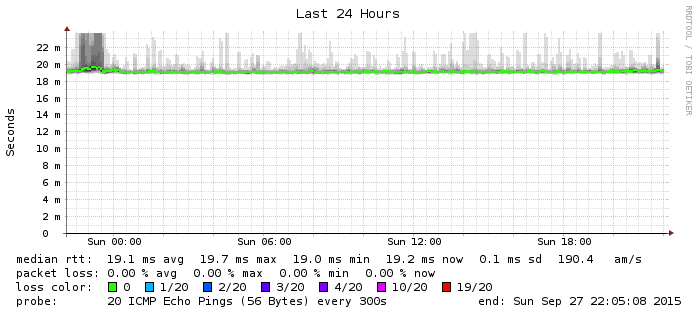 Last 24 Hours
RRDTOOL / TOBI OETIKER
Seconds
22 m
20 m
18 m
16 m
14 m
12 m
10 m
8 m
6 m
4 m
2 m
0
Sun 00:00 Sun 06:00 Sun 12:00 Sun 18:00
median rtt: 19.1 ms avg 19.7 ms max 19.0 ms min 19.2 ms now 0.1 ms sd 190.4 am/s
packet loss: 0.00 % avg 0.00 % max 0.00 % min 0.00 % now
loss color: 0 1/20 2/20 3/20 4/20 10/20 19/20
probe: 20 ICMP Echo Pings (56 Bytes) every 300s end: Sun Sep 27 22:05:08 2015